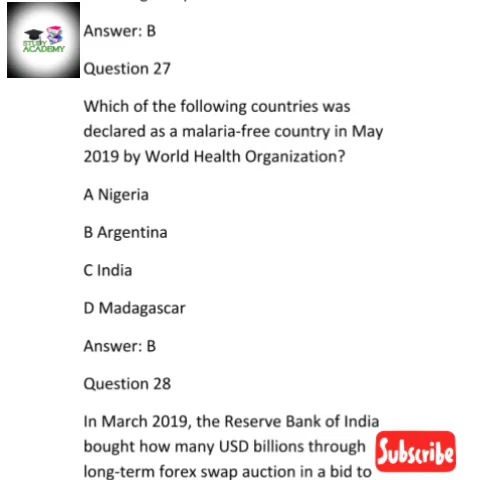 STUDY
ACADEMY
Answer: B
Question 27
Which of the following countries was
declared as a malaria-free country in May
2019 by World Health Organization?
A Nigeria
B Argentina
C India
D Madagascar
Answer: B
Question 28
In March 2019, the Reserve Bank of India
bought how many USD billions through
long-term forex swap auction in a bid to
Subscribe